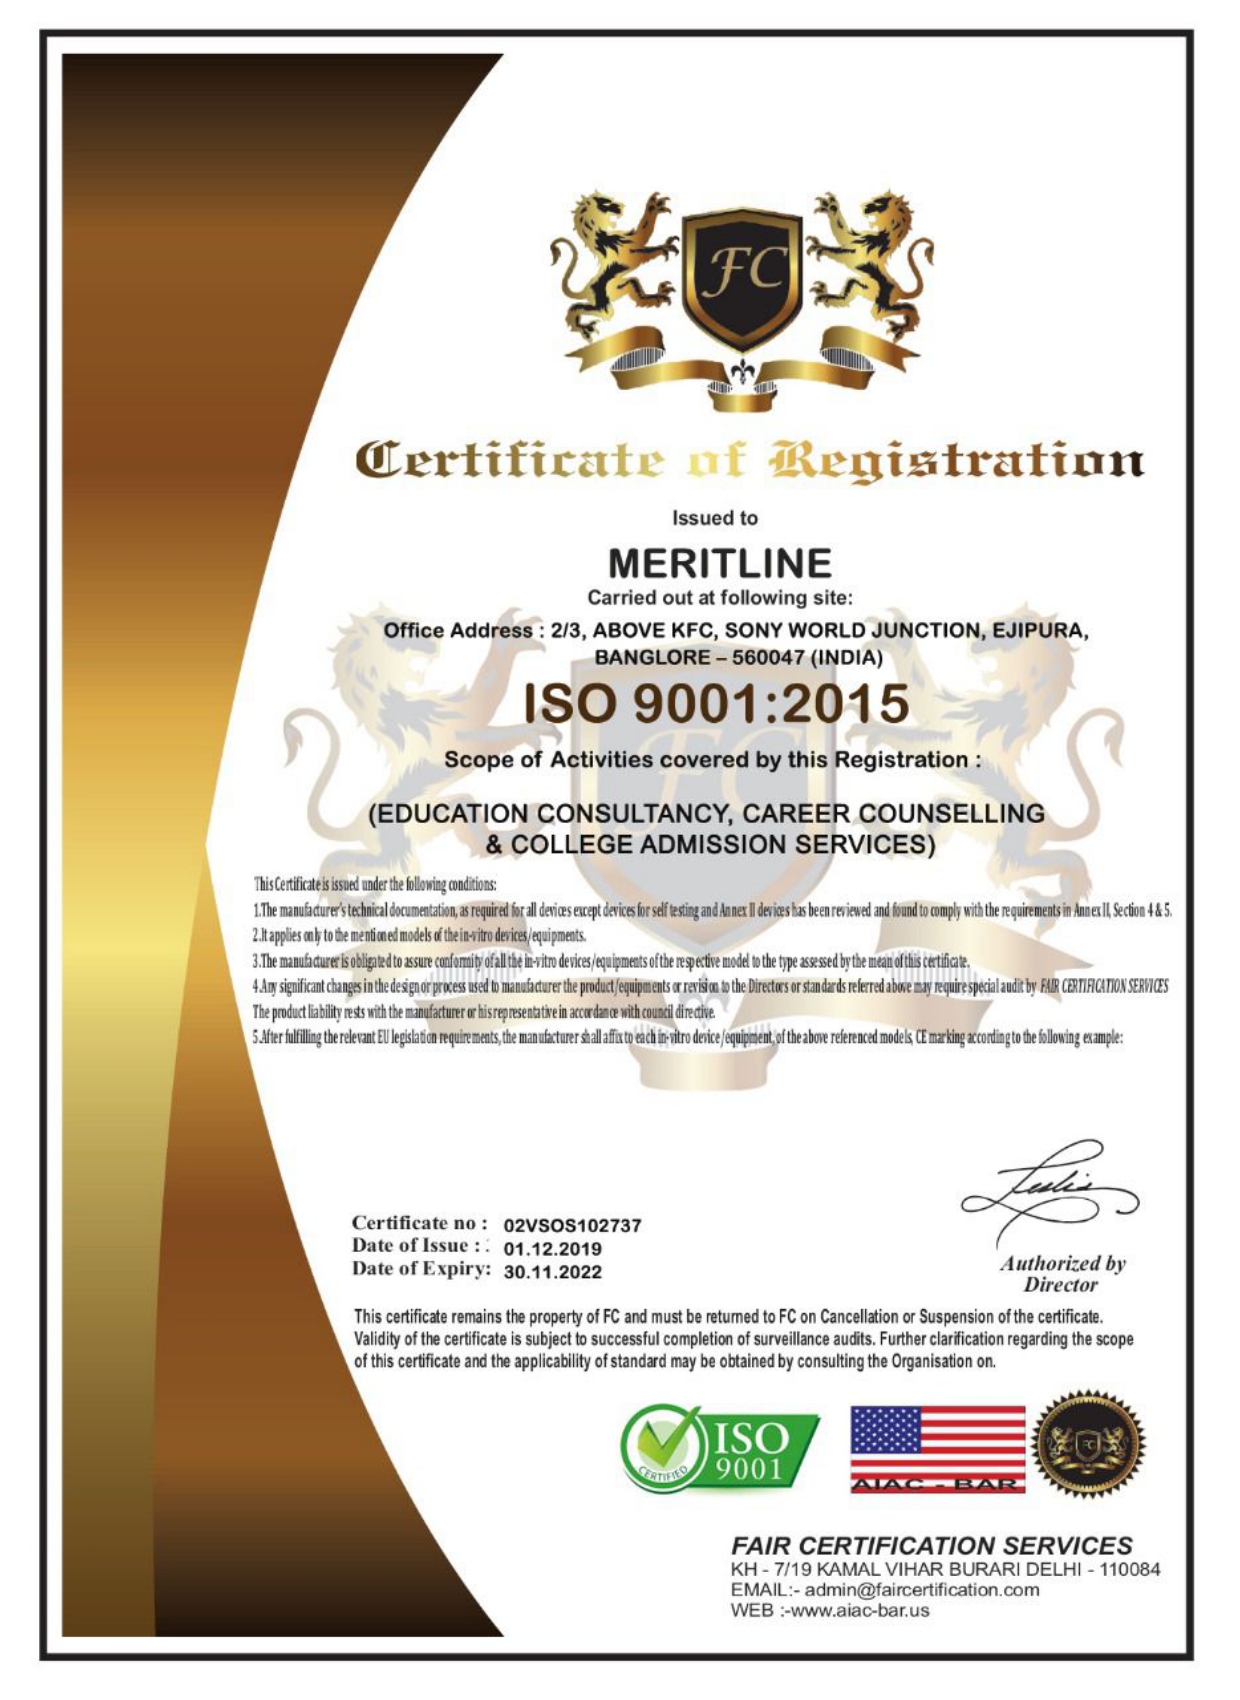 FC
Certificate of Registration
Issued to
MERITLINE
Carried out at following site:
Office Address : 2/3, ABOVE KFC, SONY WORLD JUNCTION, EJIPURA,
BANGLORE – 560047 (INDIA)
ISO 9001:2015
Scope of Activities covered by this Registration :
(EDUCATION CONSULTANCY, CAREER COUNSELLING
& COLLEGE ADMISSION SERVICES)
This Certificate is issued under the following conditions:
1.The manufacturer's technical documentation, as required for all devices except devices for self testing and Annex II devices has been reviewed and found to comply with the requirements in Annex II, Section 4 & 5.
2.It applies only to the mentioned models of the in-vitro devices/equipments.
3.The manufacturer is obligated to assure conformity of all the in-vitro devices/equipments of the respective model to the type assessed by the mean of this certificate.
4.Any significant changes in the design or process used to manufacturer the product/equipments or revision to the Directors or standards referred above may require special audit by FAIR CERTIFICATION SERVICES
The product liability rests with the manufacturer or his representative in accordance with council directive.
5.After fulfilling the relevant EU legislation requirements, the manufacturer shall affix to each in-vitro device/equipment, of the above referenced models, CE marking according to the following example:
Leslie
Certificate no : 02VSOS102737
Date of Issue : : 01.12.2019
Date of Expiry: 30.11.2022
Authorized by
Director
This certificate remains the property of FC and must be returned to FC on Cancellation or Suspension of the certificate.
Validity of the certificate is subject to successful completion of surveillance audits. Further clarification regarding the scope
of this certificate and the applicability of standard may be obtained by consulting the Organisation on.
ISO
9001
CERTIFIED
AIAC - BAR
FC
FAIR CERTIFICATION SERVICES
KH - 7/19 KAMAL VIHAR BURARI DELHI - 110084
EMAIL:- admin@faircertification.com
WEB :-www.aiac-bar.us